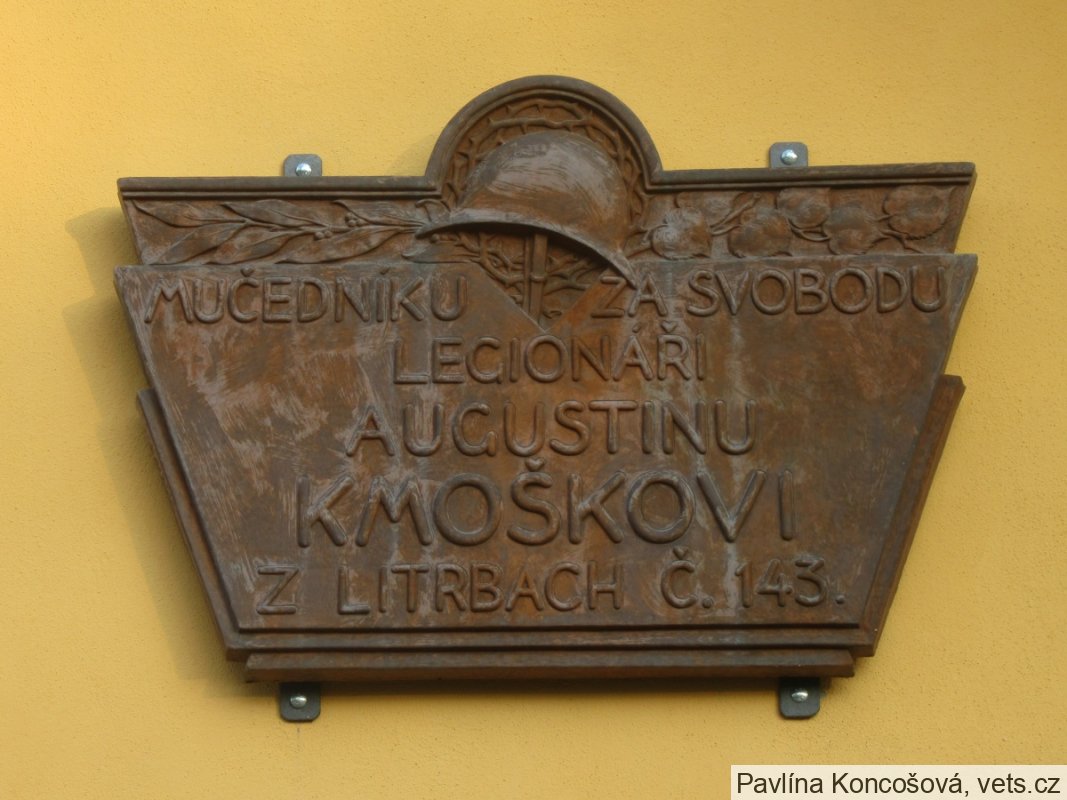 MUČEDNÍKU ZA SVOBODU
LEGIONÁŘI
AUGUSTINU
KMOŠKOVI
Z LITRBACH Č. 143.
Pavlína Koncošová, vets.cz